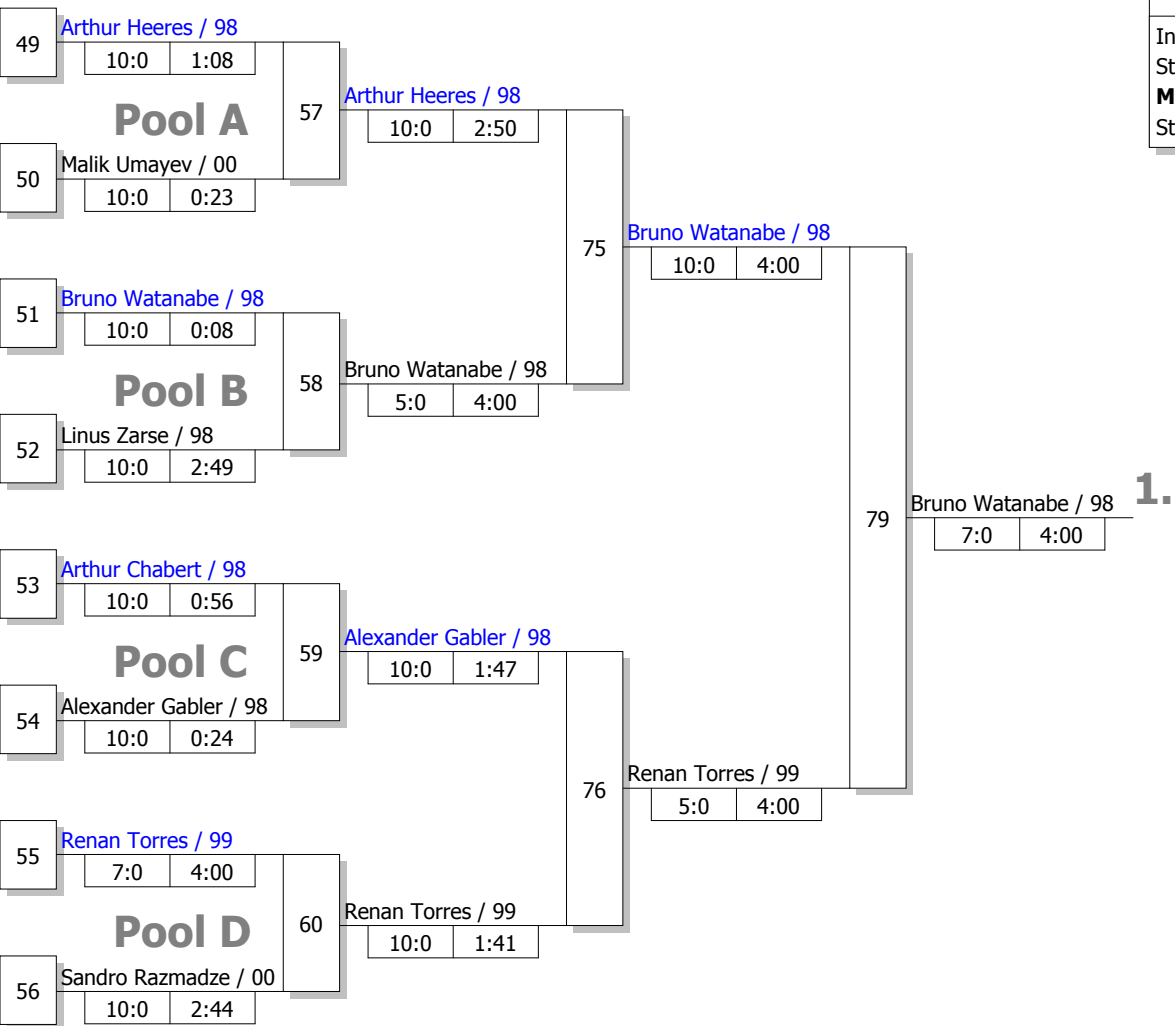 49
Arthur Heeres / 98
10:0 1:08
Pool A
57
Arthur Heeres / 98
10:0 2:50
50
Malik Umayev / 00
10:0 0:23
75
Bruno Watanabe / 98
10:0 4:00
51
Bruno Watanabe / 98
10:0 0:08
Pool B
58
Bruno Watanabe / 98
5:0 4:00
52
Linus Zarse / 98
10:0 2:49
79
Bruno Watanabe / 98
7:0 4:00
1.
53
Arthur Chabert / 98
10:0 0:56
Pool C
59
Alexander Gabler / 98
10:0 1:47
54
Alexander Gabler / 98
10:0 0:24
76
Renan Torres / 99
5:0 4:00
55
Renan Torres / 99
7:0 4:00
Pool D
60
Renan Torres / 99
10:0 1:41
56
Sandro Razmadze / 00
10:0 2:44
In
St
M
St